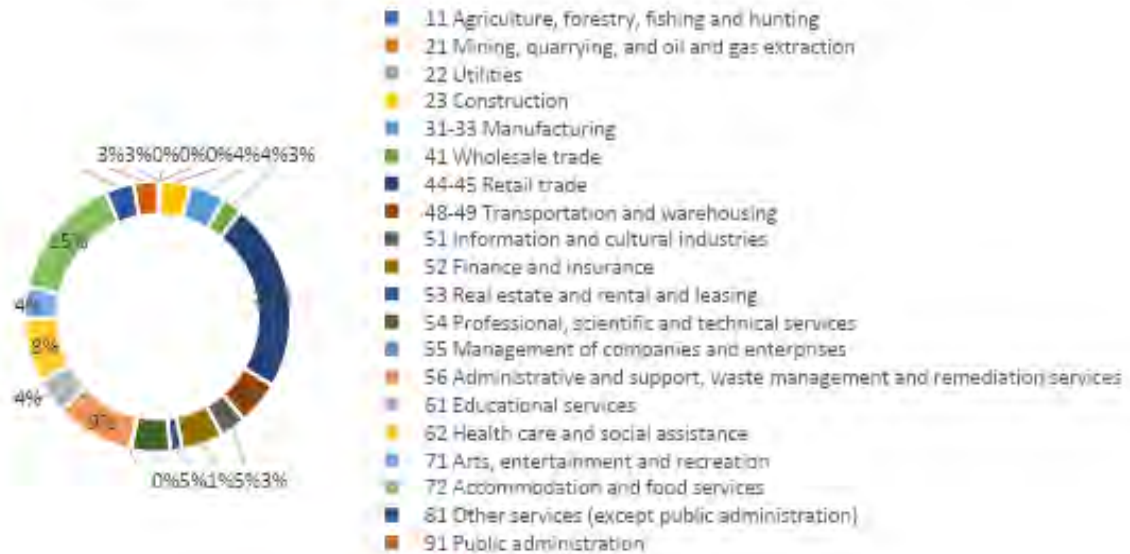 11 Agriculture, forestry, fishing and hunting
21 Mining, quarrying, and oil and gas extraction
22 Utilities
23 Construction
31-33 Manufacturing
41 Wholesale trade
44-45 Retail trade
48-49 Transportation and warehousing
51 Information and cultural industries
52 Finance and insurance
53 Real estate and rental and leasing
54 Professional, scientific and technical services
55 Management of companies and enterprises
56 Administrative and support, waste management and remediation services
61 Educational services
62 Health care and social assistance
71 Arts, entertainment and recreation
72 Accommodation and food services
81 Other services (except public administration)
91 Public administration
3%3%0%0%0%4%4%3%
15%
4%
8%
4%
9%
0%5%1%5%3%